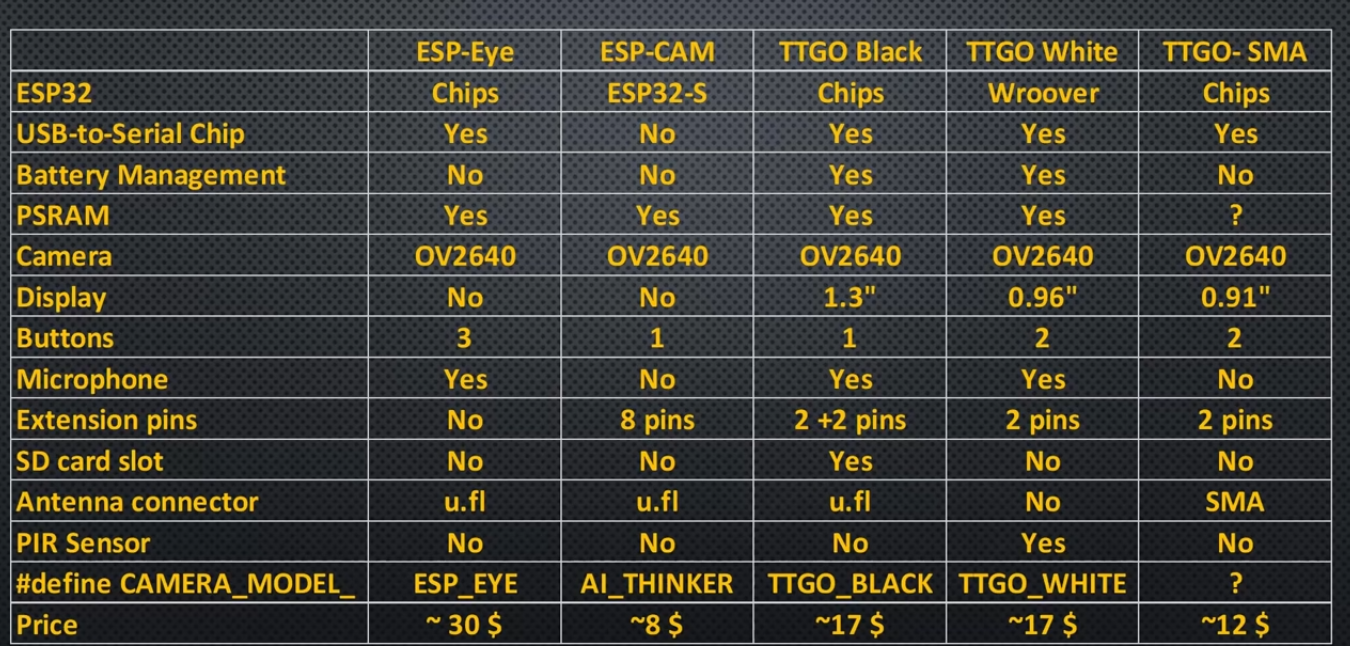 ESP-Eye ESP-CAM TTGO Black TTGO White TTGO- SMA
ESP32 Chips ESP32-S Chips Wroover Chips
USB-to-Serial Chip Yes No Yes Yes Yes
Battery Management No No Yes Yes No
PSRAM Yes Yes Yes Yes ?
Camera OV2640 OV2640 OV2640 OV2640 OV2640
Display No No 1.3" 0.96" 0.91"
Buttons 3 1 1 2 2
Microphone Yes No Yes Yes No
Extension pins No 8 pins 2 +2 pins 2 pins 2 pins
SD card slot No No Yes No No
Antenna connector u.fl u.fl u.fl No SMA
PIR Sensor No No No Yes No
#define CAMERA_MODEL_ ESP_EYE AI_THINKER TTGO_BLACK TTGO_WHITE ?
Price ~ 30 $ ~8 $ ~17 $ ~17 $ ~12 $